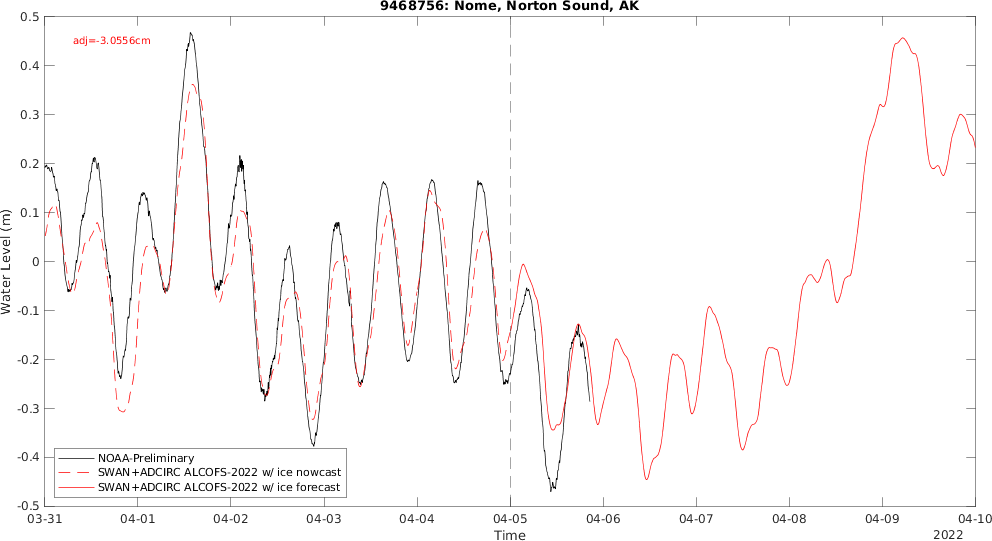 9468756: Nome, Norton Sound, AK
0.5
adj=-3.0556cm
0.4
0.3
0.2
0.1
0
-0.1
-0.2
-0.3
-0.4
-0.5
Water Level (m)
NOAA-Preliminary
SWAN+ADCIRC ALCOFS-2022 w/ ice nowcast
SWAN+ADCIRC ALCOFS-2022 w/ ice forecast
03-31 04-01 04-02 04-03 04-04 04-05 04-06 04-07 04-08 04-09 04-10
Time
2022